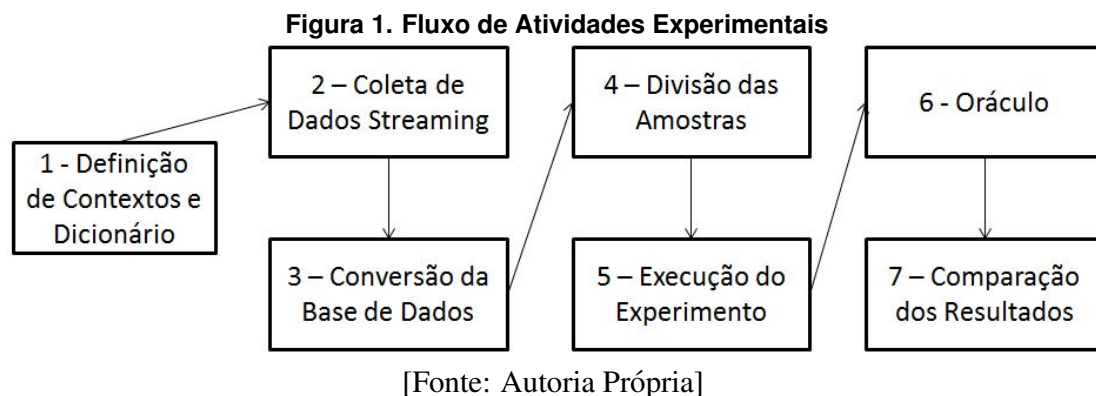 Figura 1. Fluxo de Atividades Experimentais
1 - Definição
de Contextos e
Dicionário
2 – Coleta de
Dados Streaming
3 – Conversão da
Base de Dados
4 – Divisão das
Amostras
5 – Execução do
Experimento
6 - Oráculo
7 – Comparação
dos Resultados
[Fonte: Autoria Própria]